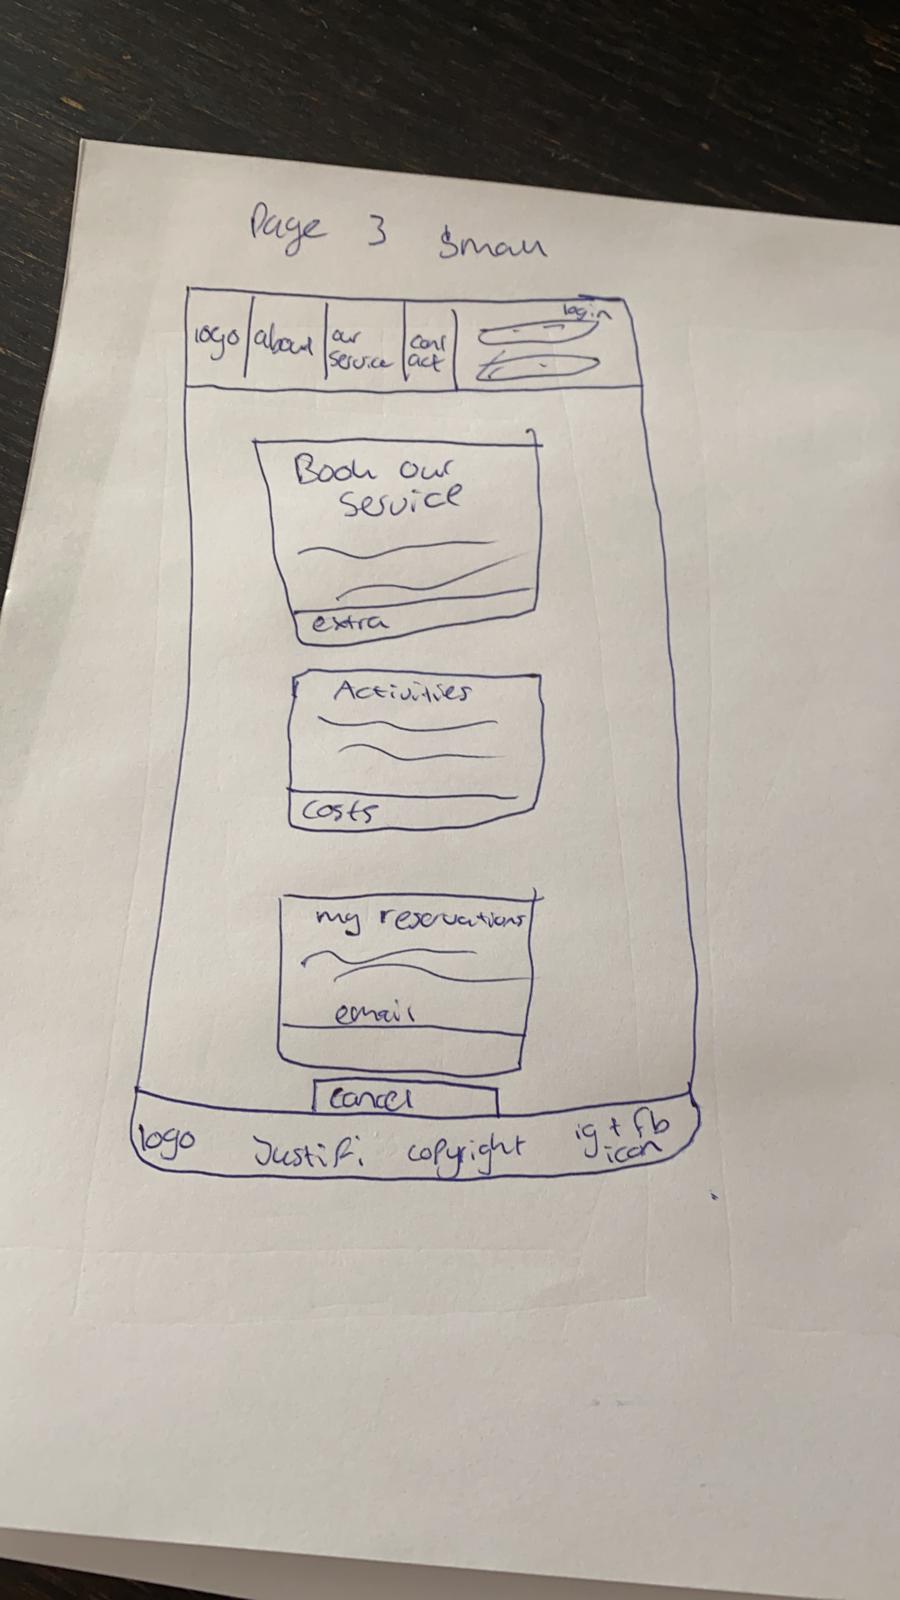 Page 3 Small
login
logo about our service cont act
Book our
service
extra
Activities
costs
my reservations
email
cancel
logo Justifi copyright ig + fb
icon